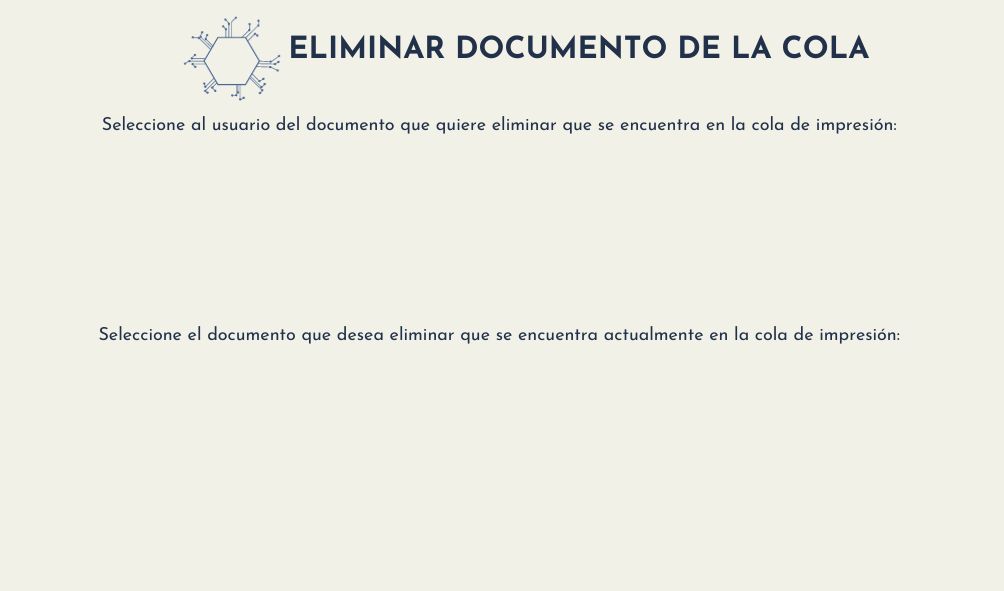 ELIMINAR DOCUMENTO DE LA COLA
Seleccione al usuario del documento que quiere eliminar que se encuentra en la cola de impresión:
Seleccione el documento que desea eliminar que se encuentra actualmente en la cola de impresión: